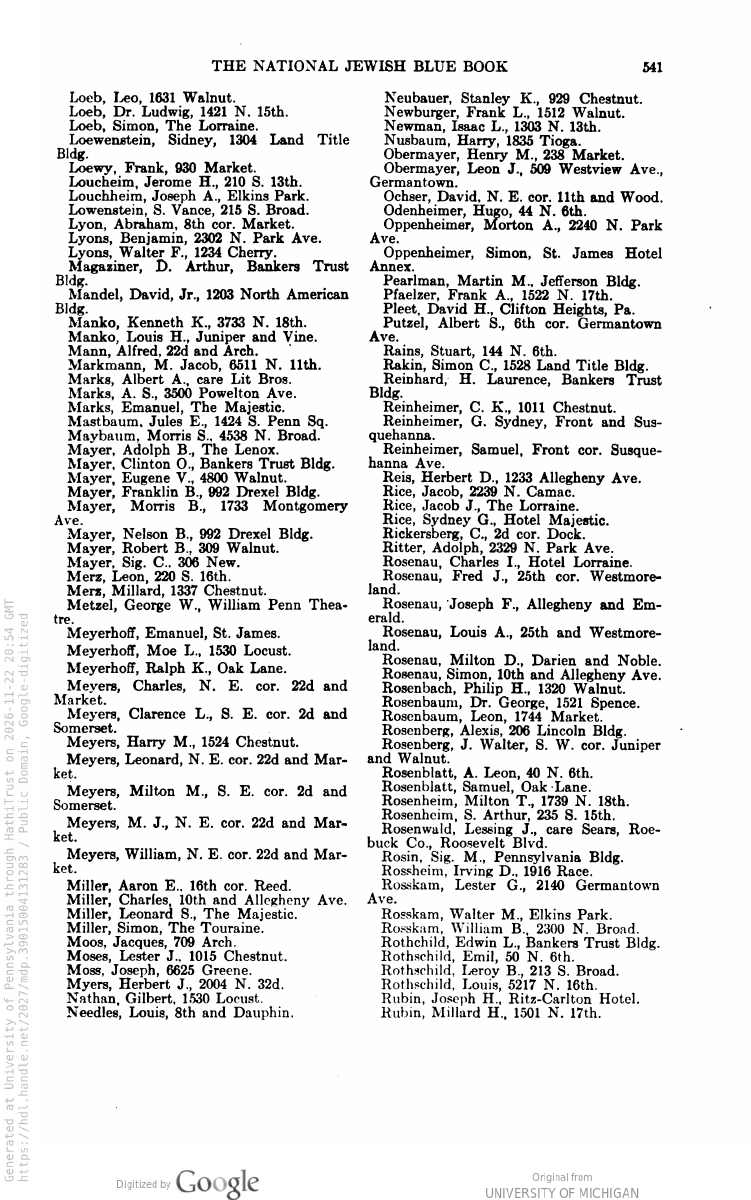 THE NATIONAL JEWISH BLUE BOOK 541
Loeb, Leo, 1631 Walnut.
Loeb, Dr. Ludwig, 1421 N. 15th.
Loeb, Simon, The Lorraine.
Loewenstein, Sidney, 1304 Land Title
Bldg.
Loewy, Frank, 930 Market.
Loucheim, Jerome H., 210 S. 13th.
Louchheim, Joseph A., Elkins Park.
Lowenstein, S. Vance, 215 S. Broad.
Lyon, Abraham, 8th cor. Market.
Lyons, Benjamin, 2302 N. Park Ave.
Lyons, Walter F., 1234 Cherry.
Magaziner, D. Arthur, Bankers Trust
Bldg.
Mandel, David, Jr., 1203 North American
Bldg.
Manko, Kenneth K., 3733 N. 18th.
Manko, Louis H., Juniper and Vine.
Mann, Alfred, 22d and Arch.
Markmann, M. Jacob, 6511 N. 11th.
Marks, Albert A., care Lit Bros.
Marks, A. S., 3500 Powelton Ave.
Marks, Emanuel, The Majestic.
Mastbaum, Jules E., 1424 S. Penn Sq.
Maybaum, Morris S., 4538 N. Broad.
Mayer, Adolph B., The Lenox.
Mayer, Clinton O., Bankers Trust Bldg.
Mayer, Eugene V., 4800 Walnut.
Mayer, Franklin B., 992 Drexel Bldg.
Mayer, Morris B., 1733 Montgomery
Ave.
Mayer, Nelson B., 992 Drexel Bldg.
Mayer, Robert B., 309 Walnut.
Mayer, Sig. C., 306 New.
Merz, Leon, 220 S. 16th.
Merz, Millard, 1337 Chestnut.
Metzel, George W., William Penn Thea-
tre.
Meyerhoff, Emanuel, St. James.
Meyerhoff, Moe L., 1530 Locust.
Meyerhoff, Ralph K., Oak Lane.
Meyers, Charles, N. E. cor. 22d and
Market.
Meyers, Clarence L., S. E. cor. 2d and
Somerset.
Meyers, Harry M., 1524 Chestnut.
Meyers, Leonard, N. E. cor. 22d and Mar-
ket.
Meyers, Milton M., S. E. cor. 2d and
Somerset.
Meyers, M. J., N. E. cor. 22d and Mar-
ket.
Meyers, William, N. E. cor. 22d and Mar-
ket.
Miller, Aaron E., 16th cor. Reed.
Miller, Charles, 10th and Allegheny Ave.
Miller, Leonard S., The Majestic.
Miller, Simon, The Touraine.
Moos, Jacques, 709 Arch.
Moses, Lester J., 1015 Chestnut.
Moss, Joseph, 6625 Greene.
Myers, Herbert J., 2004 N. 32d.
Nathan, Gilbert, 1530 Locust.
Needles, Louis, 8th and Dauphin.
Neubauer, Stanley K., 929 Chestnut.
Newburger, Frank L., 1512 Walnut.
Newman, Isaac L., 1303 N. 13th.
Nusbaum, Harry, 1835 Tioga.
Obermayer, Henry M., 238 Market.
Obermayer, Leon J., 509 Westview Ave.,
Germantown.
Ochser, David, N. E. cor. 11th and Wood.
Odenheimer, Hugo, 44 N. 6th.
Oppenheimer, Morton A., 2240 N. Park
Ave.
Oppenheimer, Simon, St. James Hotel
Annex.
Pearlman, Martin M., Jefferson Bldg.
Pfaelzer, Frank A., 1522 N. 17th.
Pleet, David H., Clifton Heights, Pa.
Putzel, Albert S., 6th cor. Germantown
Ave.
Rains, Stuart, 144 N. 6th.
Rakin, Simon C., 1528 Land Title Bldg.
Reinhard, H. Laurence, Bankers Trust
Bldg.
Reinheimer, C. K., 1011 Chestnut.
Reinheimer, G. Sydney, Front and Sus-
quehanna.
Reinheimer, Samuel, Front cor. Susque-
hanna Ave.
Reis, Herbert D., 1233 Allegheny Ave.
Rice, Jacob, 2239 N. Camac.
Rice, Jacob J., The Lorraine.
Rice, Sydney G., Hotel Majestic.
Rickersberg, C., 2d cor. Dock.
Ritter, Adolph, 2329 N. Park Ave.
Rosenau, Charles I., Hotel Lorraine.
Rosenau, Fred J., 25th cor. Westmore-
land.
Rosenau, Joseph F., Allegheny and Em-
erald.
Rosenau, Louis A., 25th and Westmore-
land.
Rosenau, Milton D., Darien and Noble.
Rosenau, Simon, 10th and Allegheny Ave.
Rosenbach, Philip H., 1320 Walnut.
Rosenbaum, Dr. George, 1521 Spence.
Rosenbaum, Leon, 1744 Market.
Rosenberg, Alexis, 206 Lincoln Bldg.
Rosenberg, J. Walter, S. W. cor. Juniper
and Walnut.
Rosenblatt, A. Leon, 40 N. 6th.
Rosenblatt, Samuel, Oak Lane.
Rosenheim, Milton T., 1739 N. 18th.
Rosenheim, S. Arthur, 235 S. 15th.
Rosenwald, Lessing J., care Sears, Roe-
buck Co., Roosevelt Blvd.
Rosin, Sig. M., Pennsylvania Bldg.
Rossheim, Irving D., 1916 Race.
Rosskam, Lester G., 2140 Germantown
Ave.
Rosskam, Walter M., Elkins Park.
Rosskam, William B., 2300 N. Broad.
Rothchild, Edwin L., Bankers Trust Bldg.
Rothschild, Emil, 50 N. 6th.
Rothschild, Leroy B., 213 S. Broad.
Rothschild, Louis, 5217 N. 16th.
Rubin, Joseph H., Ritz-Carlton Hotel.
Rubin, Millard H., 1501 N. 17th.
Generated at University of Pennsylvania through HathiTrust on 2026-11-22 20:54 GMT
https://hdl.handle.net/2027/mdp.39015004131283 / Public Domain, Google-digitized
Digitized by Google
Original from
UNIVERSITY OF MICHIGAN